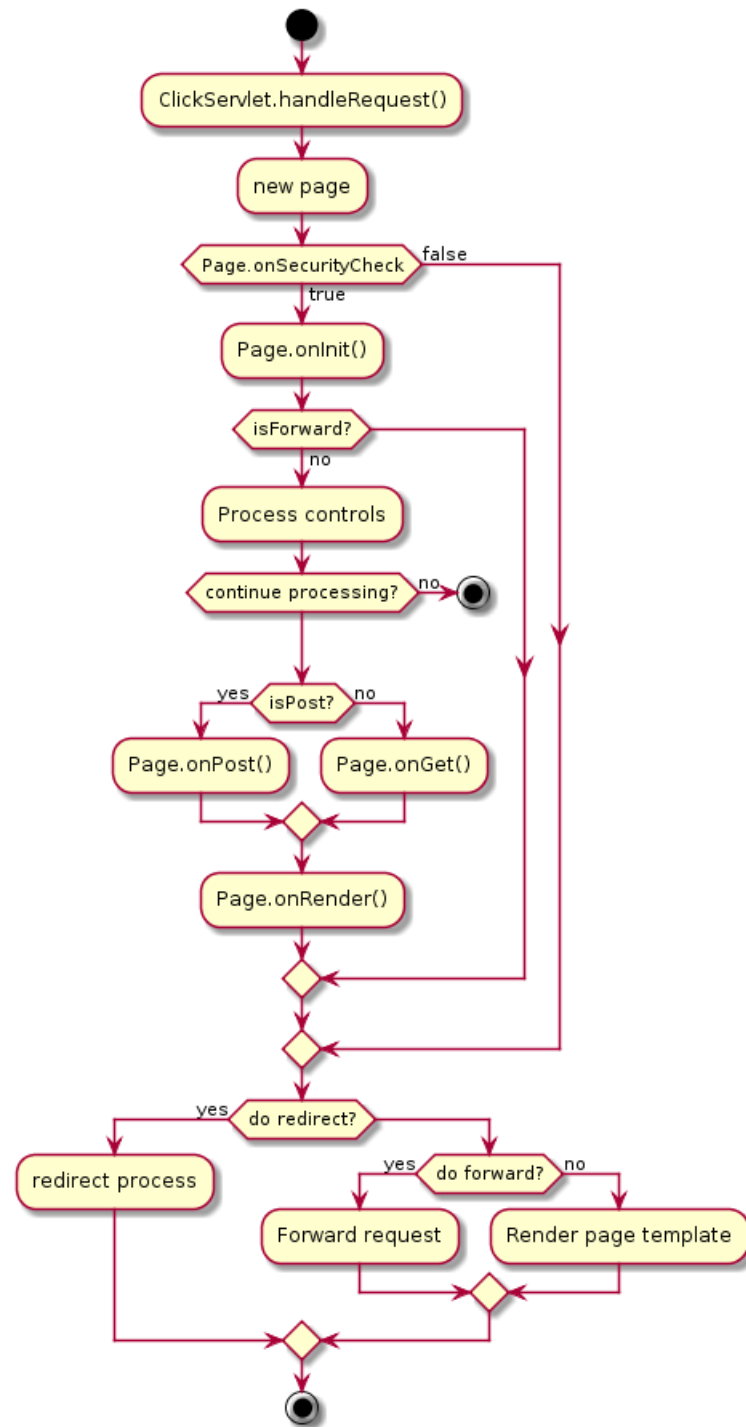 ClickServlet.handleRequest()
new page
Page.onSecurityCheck
false
true
Page.onInit()
isForward?
no
Process controls
continue processing?
no
isPost?
yes
no
Page.onPost()
Page.onGet()
Page.onRender()
do redirect?
yes
redirect process
do forward?
yes
no
Forward request
Render page template